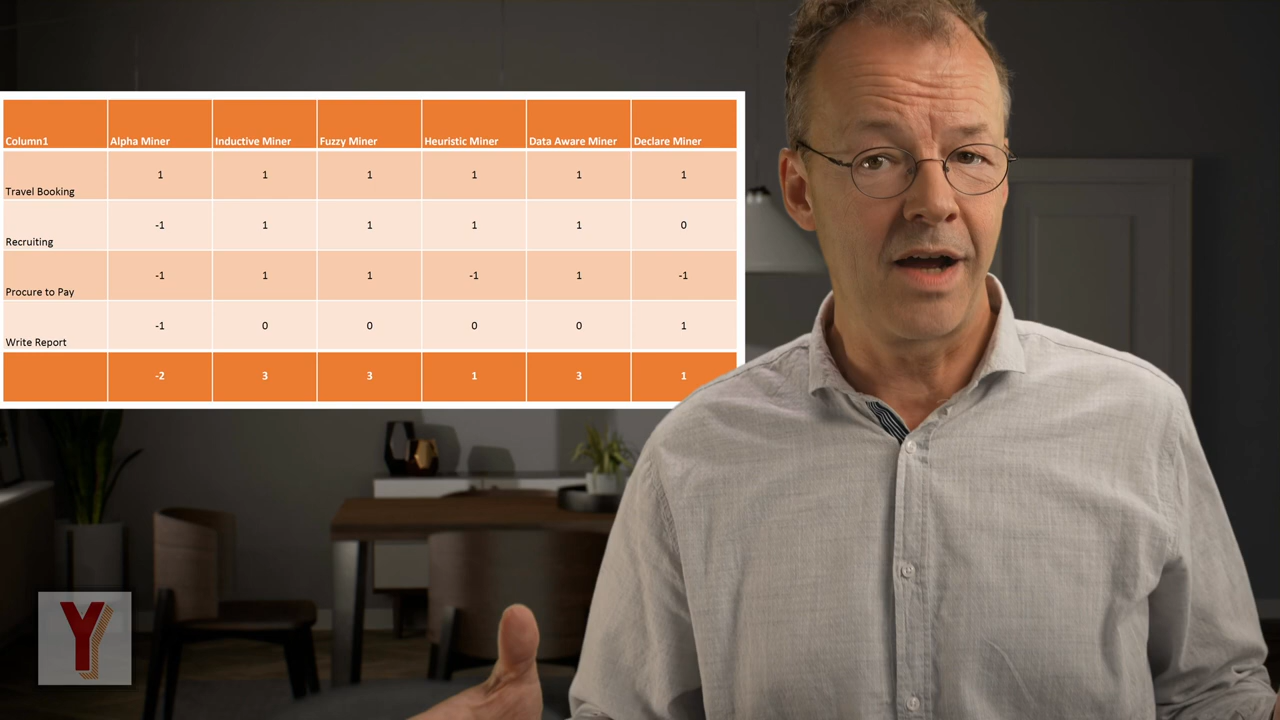 Column1 Alpha Miner Inductive Miner Fuzzy Miner Heuristic Miner Data Aware Miner Declare Miner
Travel Booking 1 1 1 1 1 1
Recruiting -1 1 1 1 1 0
Procure to Pay -1 1 1 -1 1 -1
Write Report -1 0 0 0 0 1
-2 3 3 1 3 1
Y